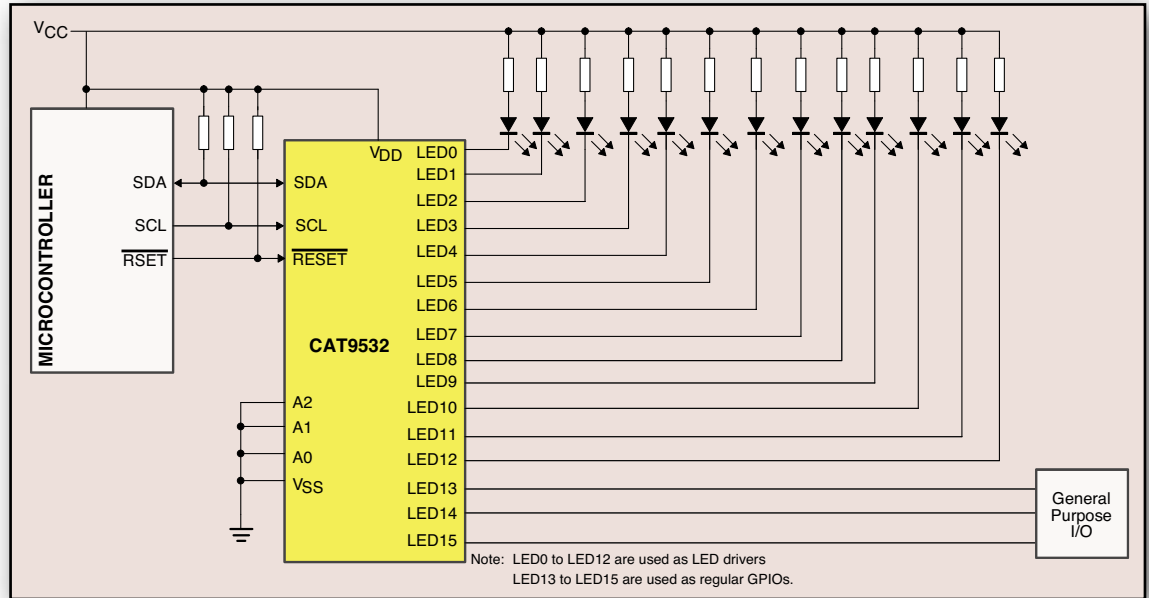 VCC
MICROCONTROLLER
SDA
SCL
RSET
VDD
SDA
SCL
RESET
CAT9532
A2
A1
A0
VSS
LED0
LED1
LED2
LED3
LED4
LED5
LED6
LED7
LED8
LED9
LED10
LED11
LED12
LED13
LED14
LED15
General
Purpose
I/O
Note: LED0 to LED12 are used as LED drivers
LED13 to LED15 are used as regular GPIOs.